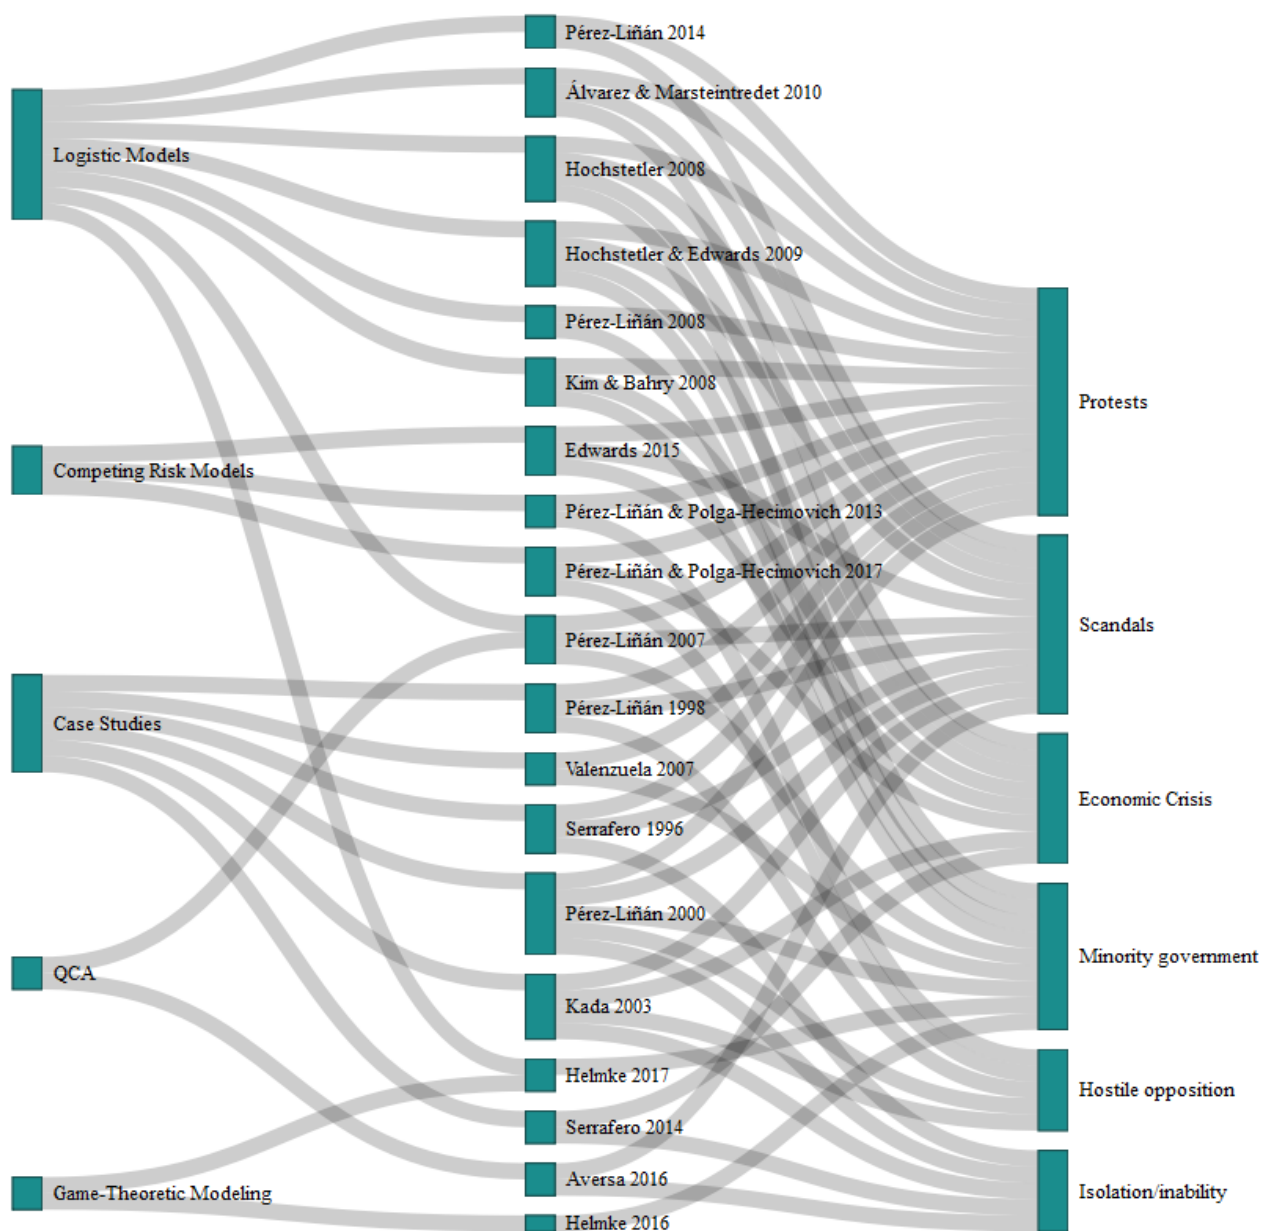 Logistic Models
Competing Risk Models
Case Studies
QCA
Game-Theoretic Modeling
Pérez-Liñán 2014
Álvarez & Marsteintredet 2010
Hochstetler 2008
Hochstetler & Edwards 2009
Pérez-Liñán 2008
Kim & Bahry 2008
Edwards 2015
Pérez-Liñán & Polga-Hecimovich 2013
Pérez-Liñán & Polga-Hecimovich 2017
Pérez-Liñán 2007
Pérez-Liñán 1998
Valenzuela 2007
Serrafero 1996
Pérez-Liñán 2000
Kada 2003
Helmke 2017
Serrafero 2014
Aversa 2016
Helmke 2016
Protests
Scandals
Economic Crisis
Minority government
Hostile opposition
Isolation/inability